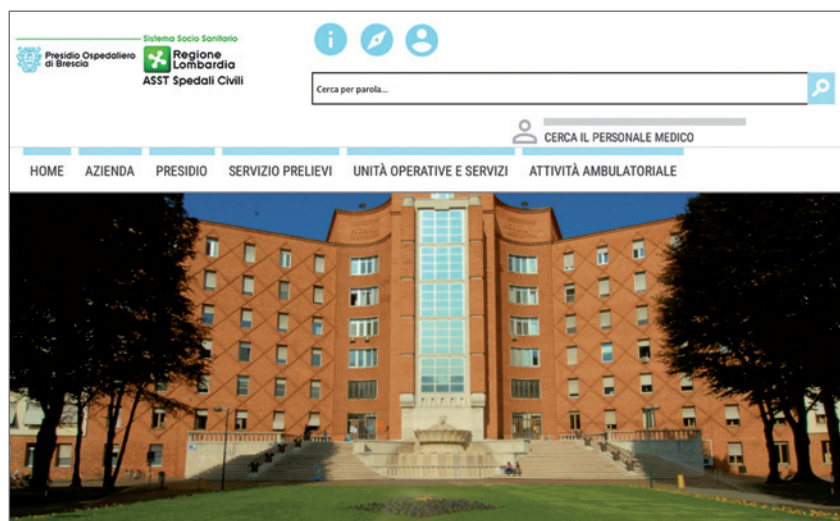 Sistema Socio Sanitario
Presidio Ospedaliero
di Brescia
Regione
Lombardia
ASST Spedali Civili
Cerca per parola...
CERCA IL PERSONALE MEDICO
HOME AZIENDA PRESIDIO SERVIZIO PRELIEVI UNITÀ OPERATIVE E SERVIZI ATTIVITÀ AMBULATORIALE